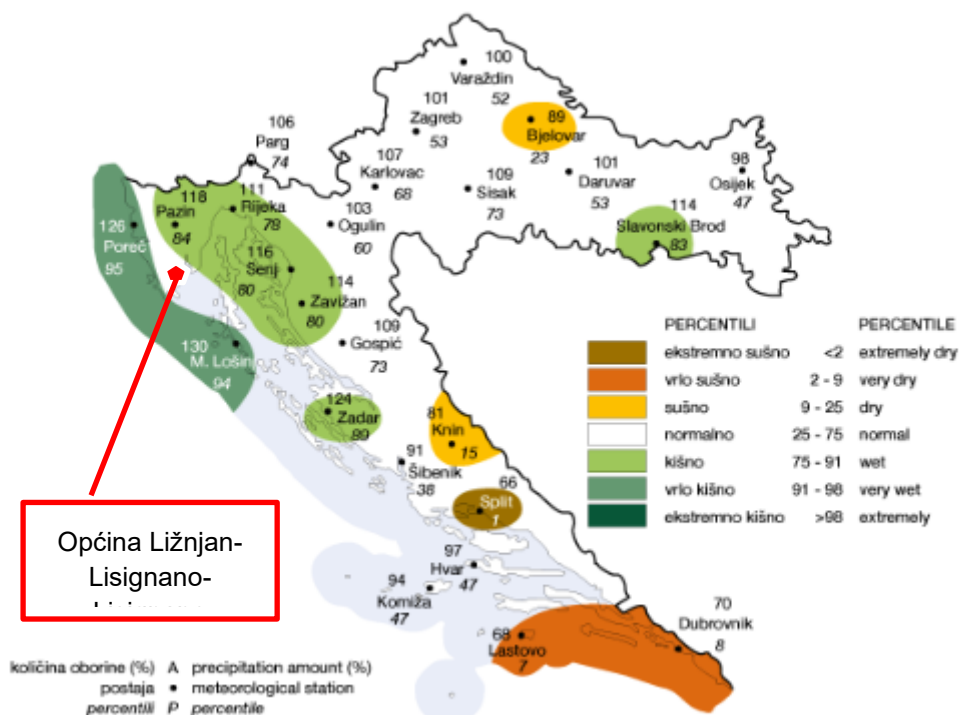 100
Varaždin
52
101
Zagreb
53
89
Bjelovar
23
106
Parg
74
107
Karlovac
68
109
Sisak
73
101
Daruvar
53
98
Osijek
47
118
Pazin
84
111
Rijeka
78
103
Ogulin
60
114
Slavonski Brod
83
126
Poreč
95
116
Senj
80
114
Zavižan
80
109
Gospić
73
130
M. Lošinj
94
124
Zadar
89
81
Knin
15
91
Šibenik
38
66
Split
1
97
Hvar
47
94
Komiža
47
68
Lastovo
7
70
Dubrovnik
8
PERCENTILI PERCENTILE
ekstremno sušno <2 extremely dry
vrlo sušno 2 - 9 very dry
sušno 9 - 25 dry
normalno 25 - 75 normal
kišno 75 - 91 wet
vrlo kišno 91 - 98 very wet
ekstremno kišno >98 extremely
Općina Ližnjan-
Lisignano-
količina oborine (%) A precipitation amount (%)
postaja • meteorological station
percentili P percentile